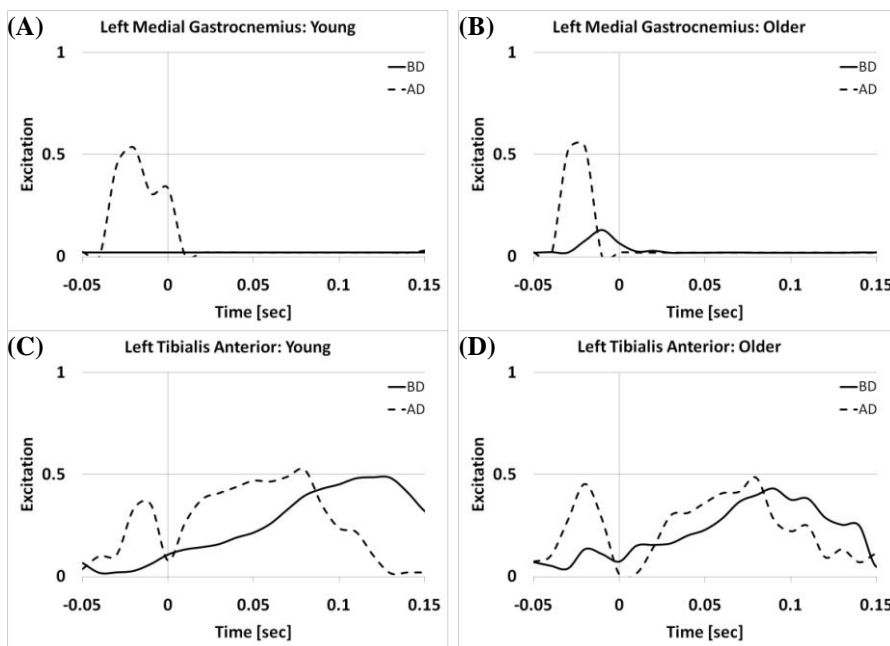 (A) Left Medial Gastrocnemius: Young
1
BD
AD
Excitation
0.5
0
-0.05 0 0.05 0.1 0.15
Time [sec]
(B) Left Medial Gastrocnemius: Older
1
BD
AD
Excitation
0.5
0
-0.05 0 0.05 0.1 0.15
Time [sec]
(C) Left Tibialis Anterior: Young
1
BD
AD
Excitation
0.5
0
-0.05 0 0.05 0.1 0.15
Time [sec]
(D) Left Tibialis Anterior: Older
1
BD
AD
Excitation
0.5
0
-0.05 0 0.05 0.1 0.15
Time [sec]